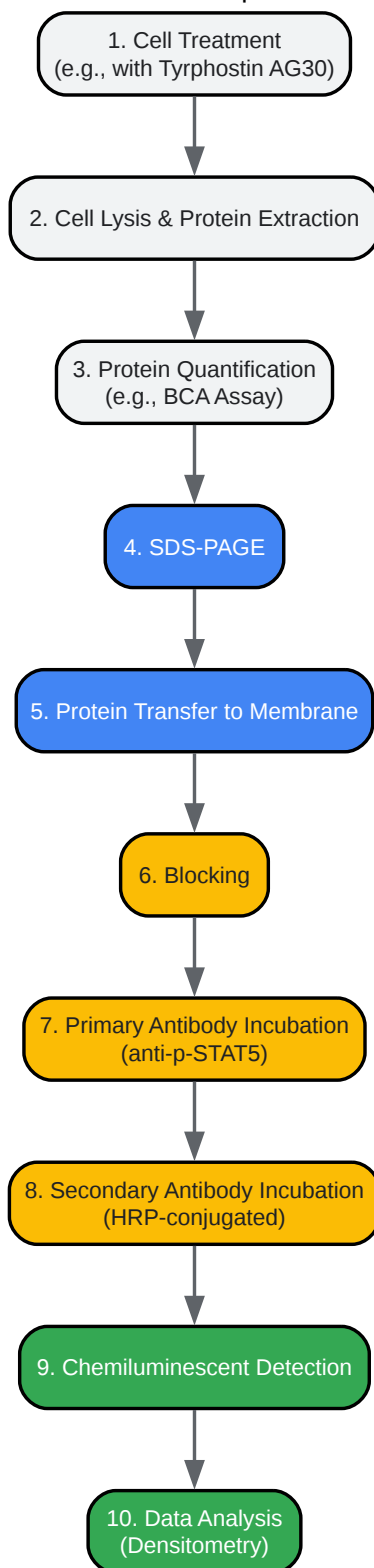 1. Cell Treatment
(e.g., with Tyrphostin AG30)
2. Cell Lysis & Protein Extraction
3. Protein Quantification
(e.g., BCA Assay)
4. SDS-PAGE
5. Protein Transfer to Membrane
6. Blocking
7. Primary Antibody Incubation
(anti-p-STAT5)
8. Secondary Antibody Incubation
(HRP-conjugated)
9. Chemiluminescent Detection
10. Data Analysis
(Densitometry)